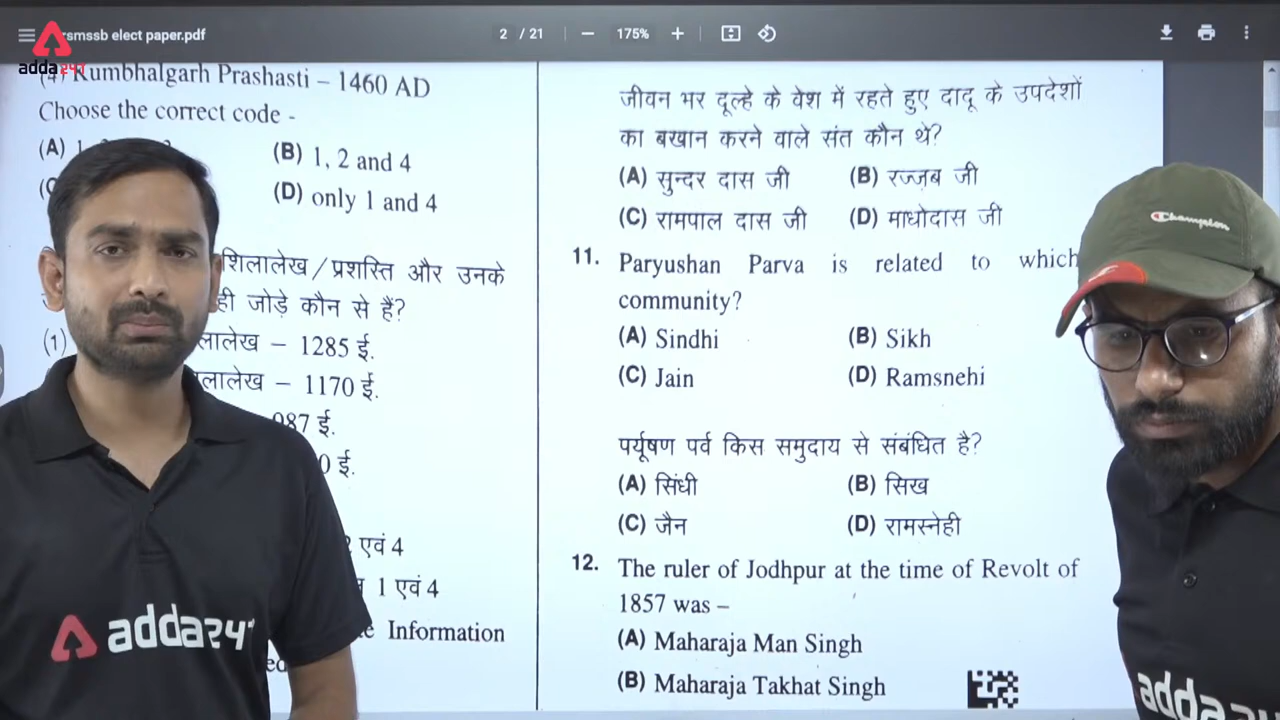 rsmssb elect paper.pdf
2 / 21
175%
adda247
(4) Kumbhalgarh Prashasti – 1460 AD
Choose the correct code -
(A)
(B) 1, 2 and 4
(D) only 1 and 4
शिलालेख / प्रशस्ति और उनके
ही जोड़े कौन से हैं?
(1) लालेख – 1285 ई.
लालेख – 1170 ई.
987 ई.
0 ई.
एवं 4
1 एवं 4
Information
जीवन भर दूल्हे के वेश में रहते हुए दादू के उपदेशों
का बखान करने वाले संत कौन थे?
(A) सुन्दर दास जी (B) रज्जब जी
(C) रामपाल दास जी (D) माधोदास जी
11. Paryushan Parva is related to which
community?
(A) Sindhi (B) Sikh
(C) Jain (D) Ramsnehi
पर्यूषण पर्व किस समुदाय से संबंधित है?
(A) सिंधी (B) सिख
(C) जैन (D) रामस्नेही
12. The ruler of Jodhpur at the time of Revolt of
1857 was –
(A) Maharaja Man Singh
(B) Maharaja Takhat Singh
adda247
Champion
adda247